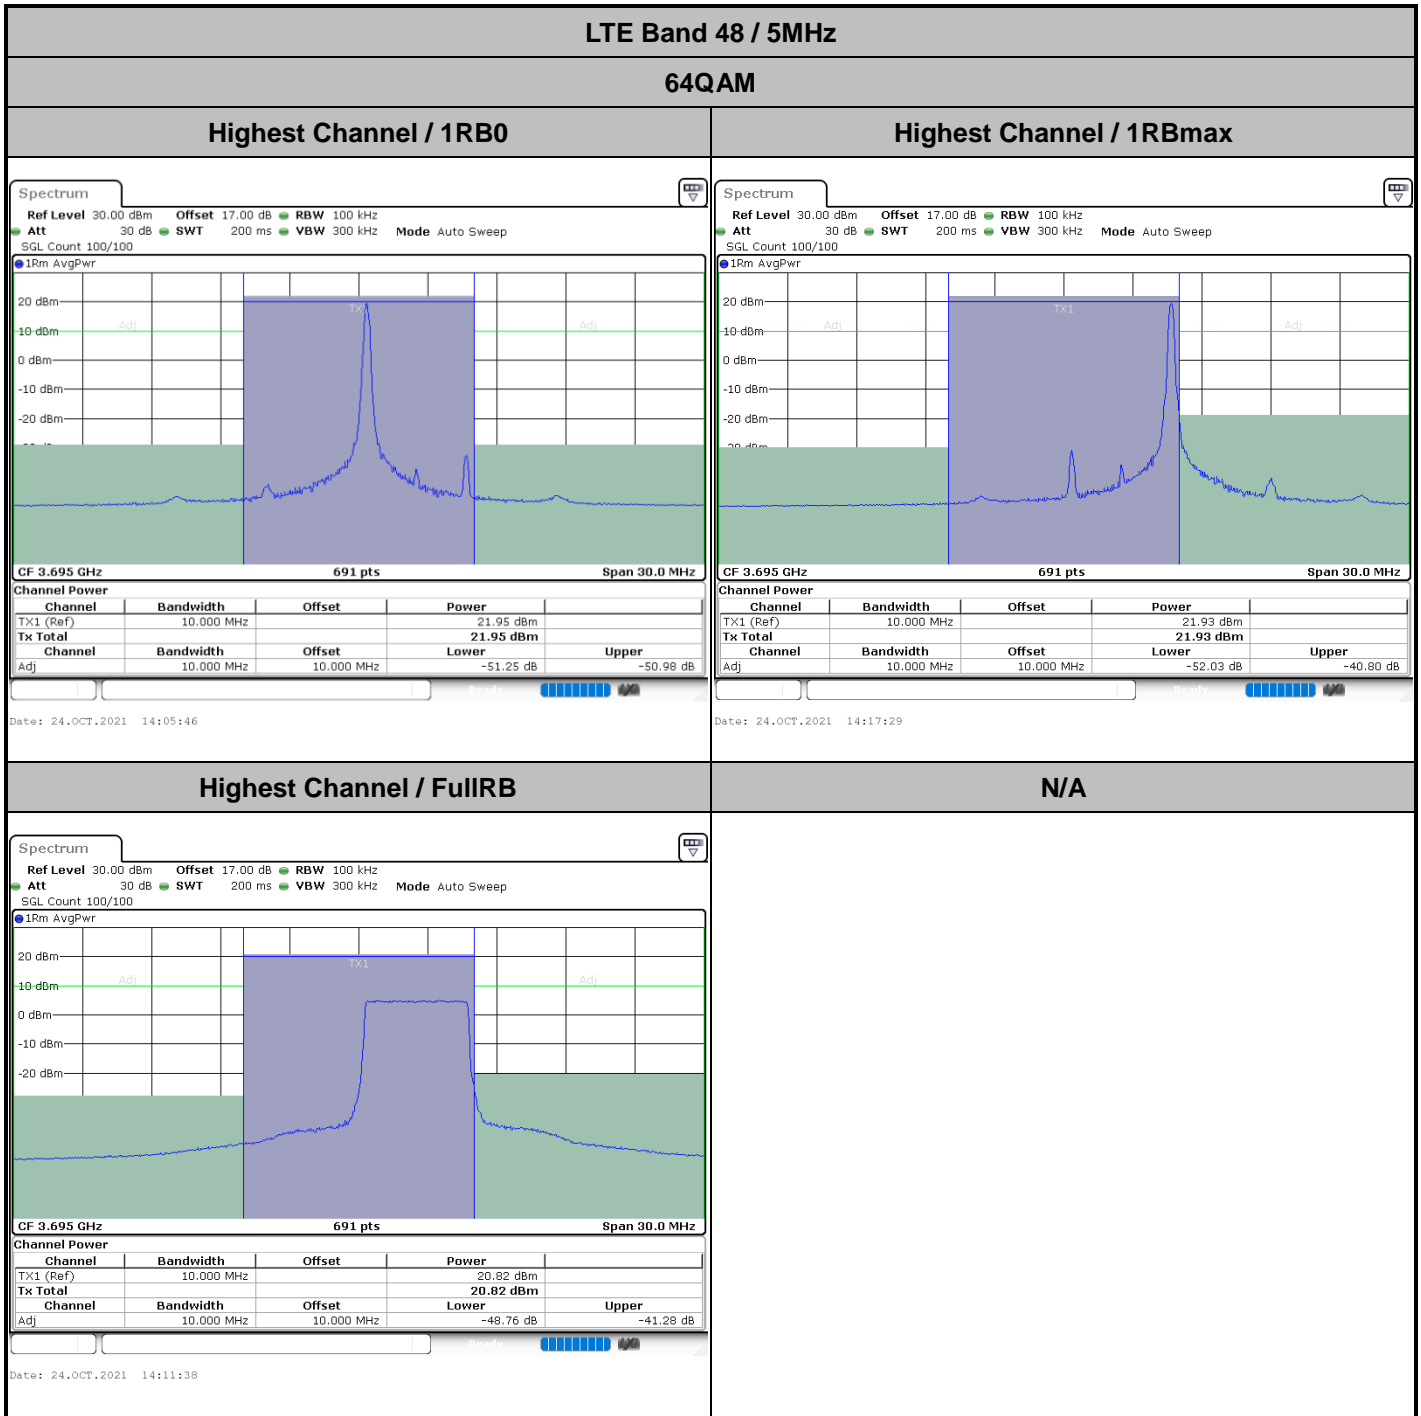 LTE Band 48 / 5MHz
64QAM
Highest Channel / 1RB0
Highest Channel / 1RBmax
Spectrum
Ref Level 30.00 dBm Offset 17.00 dB RBW 100 kHz
Att 30 dB SWT 200 ms VBW 300 kHz Mode Auto Sweep
SGL Count 100/100
1Rm AvgPwr
20 dBm
10 dBm
0 dBm
-10 dBm
-20 dBm
Adj
TX
Adj
CF 3.695 GHz 691 pts Span 30.0 MHz
Channel Power
Channel Bandwidth Offset Power
TX1 (Ref) 10.000 MHz 21.95 dBm
Tx Total 21.95 dBm
Channel Bandwidth Offset Lower Upper
Adj 10.000 MHz 10.000 MHz -51.25 dB -50.98 dB
Ready
Date: 24.OCT.2021 14:05:46
Spectrum
Ref Level 30.00 dBm Offset 17.00 dB RBW 100 kHz
Att 30 dB SWT 200 ms VBW 300 kHz Mode Auto Sweep
SGL Count 100/100
1Rm AvgPwr
20 dBm
10 dBm
0 dBm
-10 dBm
-20 dBm
Adj
TX1
Adj
CF 3.695 GHz 691 pts Span 30.0 MHz
Channel Power
Channel Bandwidth Offset Power
TX1 (Ref) 10.000 MHz 21.93 dBm
Tx Total 21.93 dBm
Channel Bandwidth Offset Lower Upper
Adj 10.000 MHz 10.000 MHz -52.03 dB -40.80 dB
Ready
Date: 24.OCT.2021 14:17:29
Highest Channel / FullRB
N/A
Spectrum
Ref Level 30.00 dBm Offset 17.00 dB RBW 100 kHz
Att 30 dB SWT 200 ms VBW 300 kHz Mode Auto Sweep
SGL Count 100/100
1Rm AvgPwr
20 dBm
10 dBm
0 dBm
-10 dBm
-20 dBm
Adj
TX1
Adj
CF 3.695 GHz 691 pts Span 30.0 MHz
Channel Power
Channel Bandwidth Offset Power
TX1 (Ref) 10.000 MHz 20.82 dBm
Tx Total 20.82 dBm
Channel Bandwidth Offset Lower Upper
Adj 10.000 MHz 10.000 MHz -48.76 dB -41.28 dB
Ready
Date: 24.OCT.2021 14:11:38